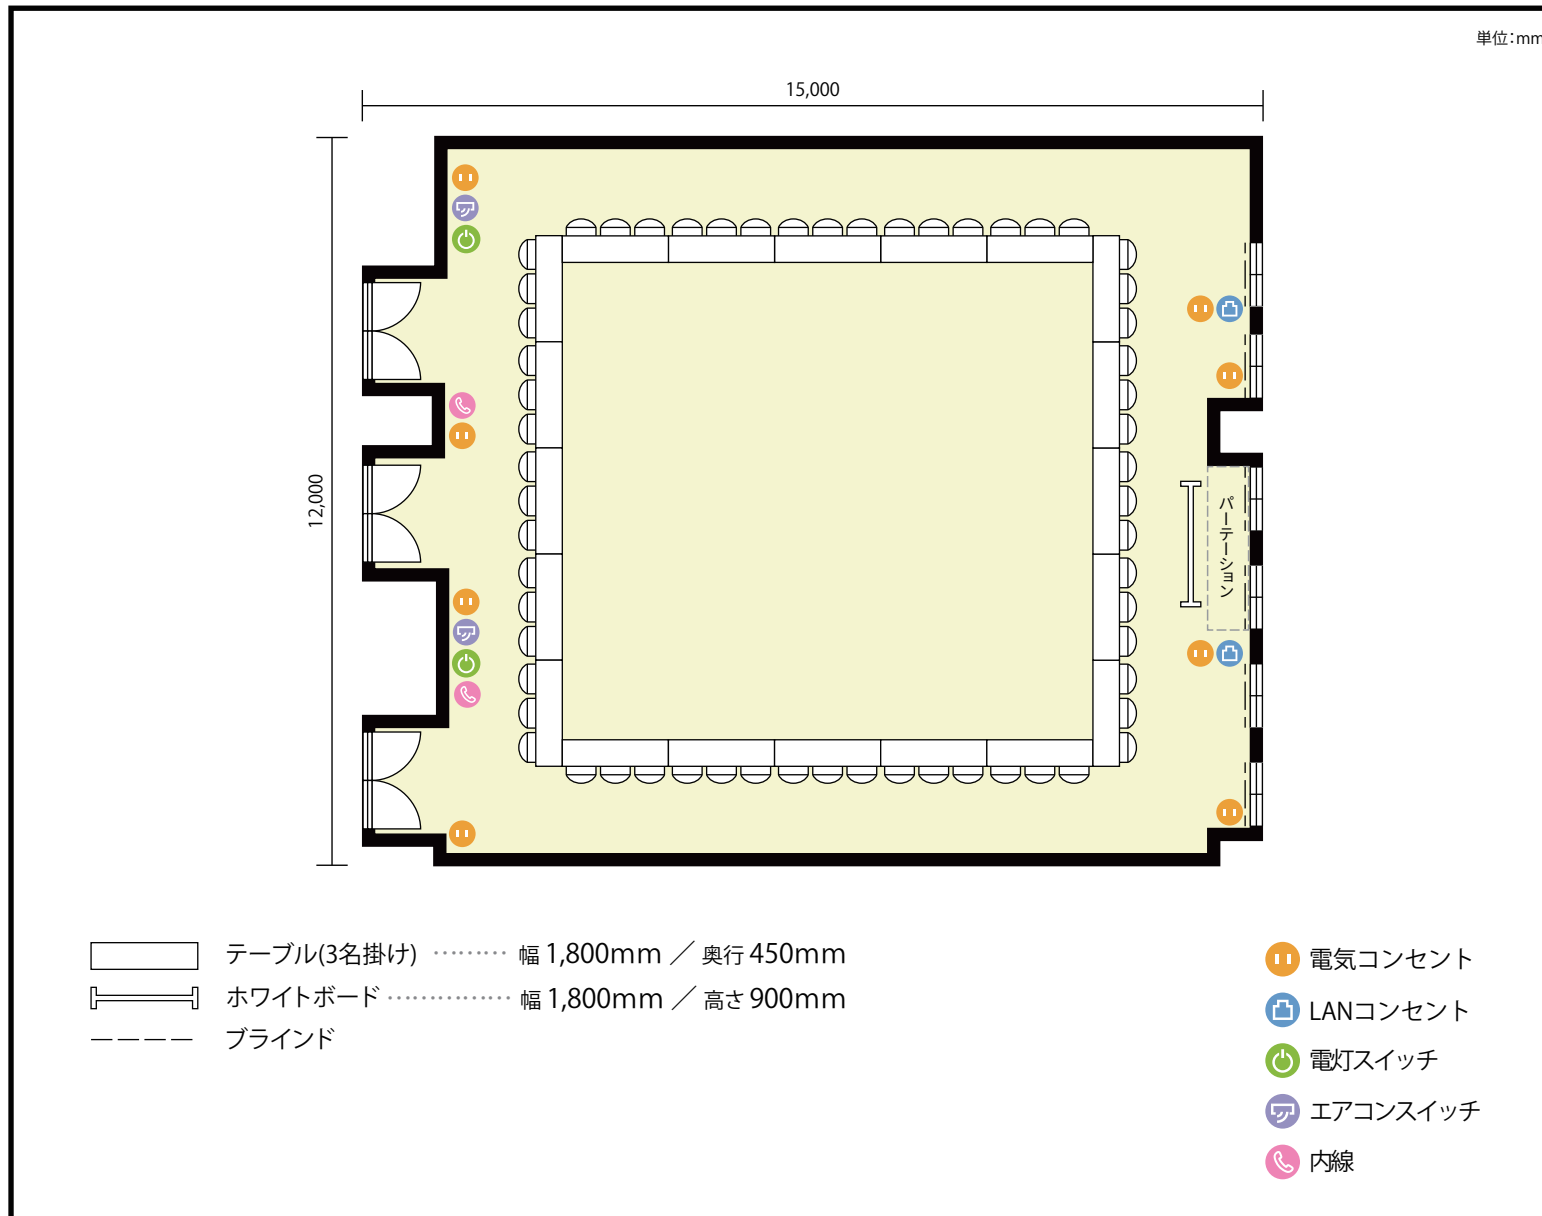 単位：mm
15,000
12,000
パーテーション
テーブル(3名掛け) ········· 幅 1,800mm ／ 奥行 450mm
ホワイトボード ··············· 幅 1,800mm ／ 高さ 900mm
ブラインド
電気コンセント
LANコンセント
電灯スイッチ
エアコンスイッチ
内線